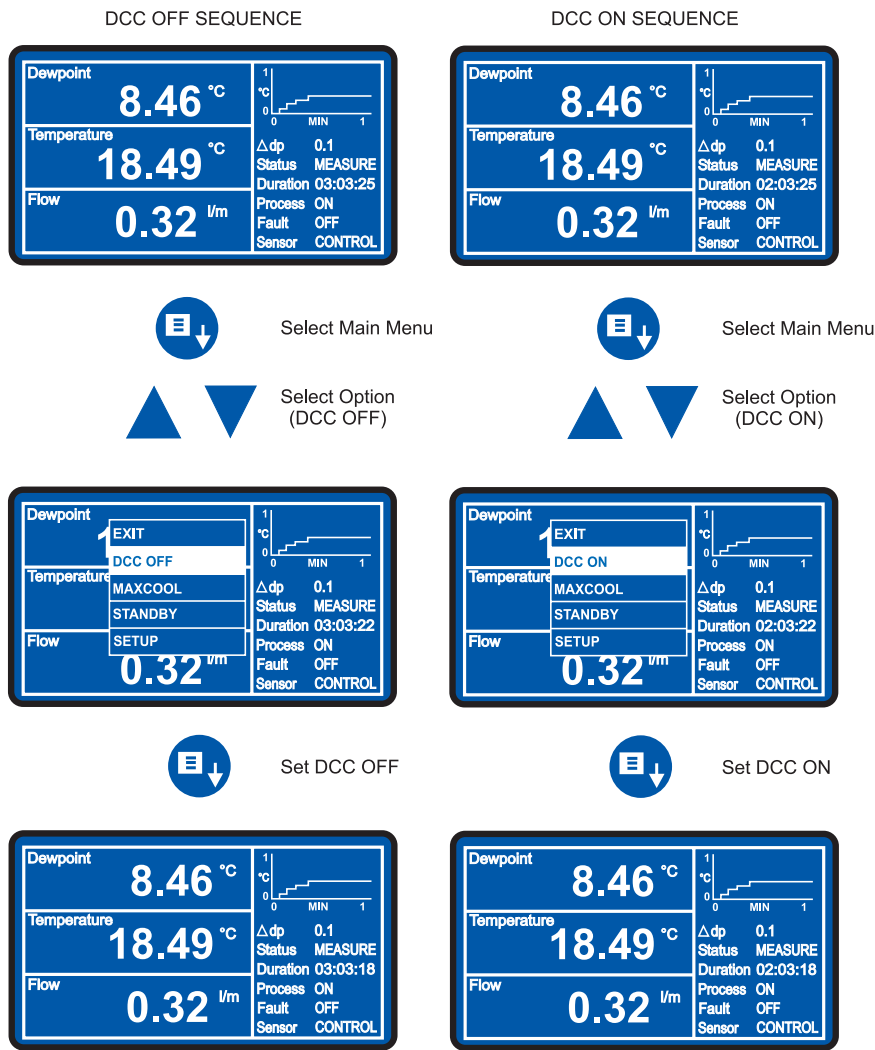 DCC OFF SEQUENCE
Dewpoint
8.46 °C
Temperature
18.49 °C
Flow
0.32 l/m
1
°C
0
0 MIN 1
△dp 0.1
Status MEASURE
Duration 03:03:25
Process ON
Fault OFF
Sensor CONTROL
Select Main Menu
Select Option
(DCC OFF)
Dewpoint
1
EXIT
DCC OFF
Temperature
MAXCOOL
STANDBY
Flow
SETUP
0.32 l/m
1
°C
0
0 MIN 1
△dp 0.1
Status MEASURE
Duration 03:03:22
Process ON
Fault OFF
Sensor CONTROL
Set DCC OFF
Dewpoint
8.46 °C
Temperature
18.49 °C
Flow
0.32 l/m
1
°C
0
0 MIN 1
△dp 0.1
Status MEASURE
Duration 03:03:18
Process ON
Fault OFF
Sensor CONTROL
DCC ON SEQUENCE
Dewpoint
8.46 °C
Temperature
18.49 °C
Flow
0.32 l/m
1
°C
0
0 MIN 1
△dp 0.1
Status MEASURE
Duration 02:03:25
Process ON
Fault OFF
Sensor CONTROL
Select Main Menu
Select Option
(DCC ON)
Dewpoint
1
EXIT
DCC ON
Temperature
MAXCOOL
STANDBY
Flow
SETUP
0.32 l/m
1
°C
0
0 MIN 1
△dp 0.1
Status MEASURE
Duration 02:03:22
Process ON
Fault OFF
Sensor CONTROL
Set DCC ON
Dewpoint
8.46 °C
Temperature
18.49 °C
Flow
0.32 l/m
1
°C
0
0 MIN 1
△dp 0.1
Status MEASURE
Duration 02:03:18
Process ON
Fault OFF
Sensor CONTROL